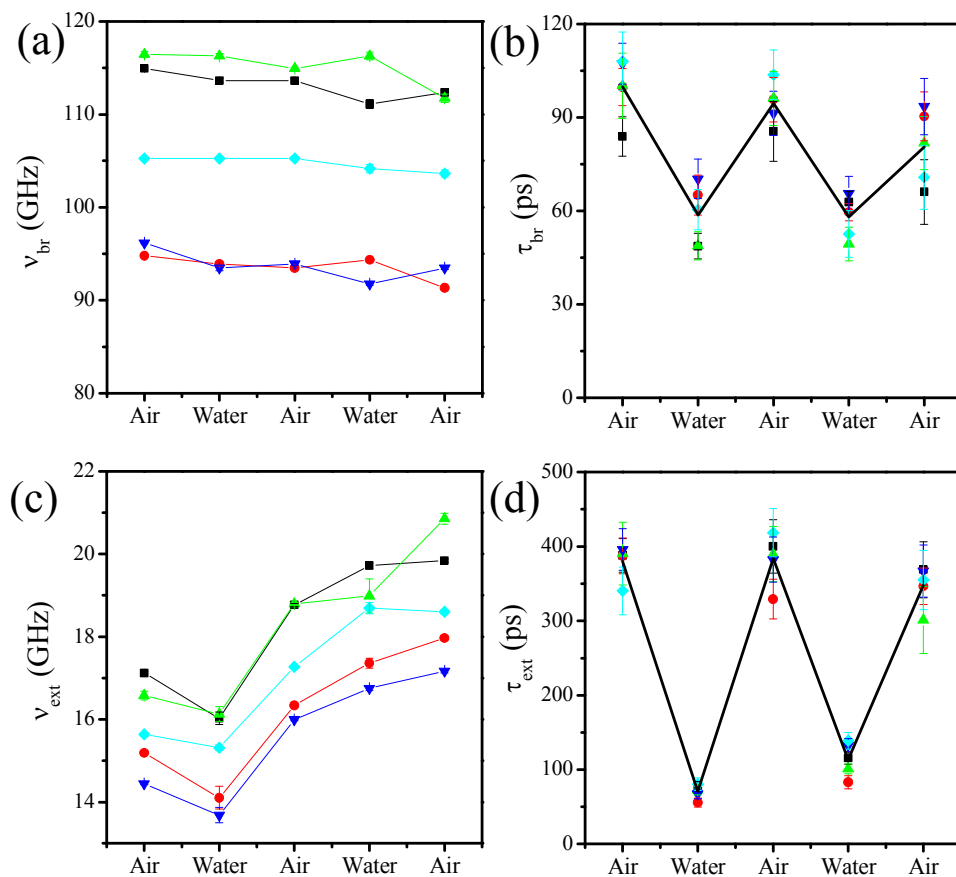 (a)
120
110
100
90
80
ν_br (GHz)
Air Water Air Water Air
(b)
120
90
60
30
0
τ_br (ps)
Air Water Air Water Air
(c)
22
20
18
16
14
ν_ext (GHz)
Air Water Air Water Air
(d)
500
400
300
200
100
0
τ_ext (ps)
Air Water Air Water Air